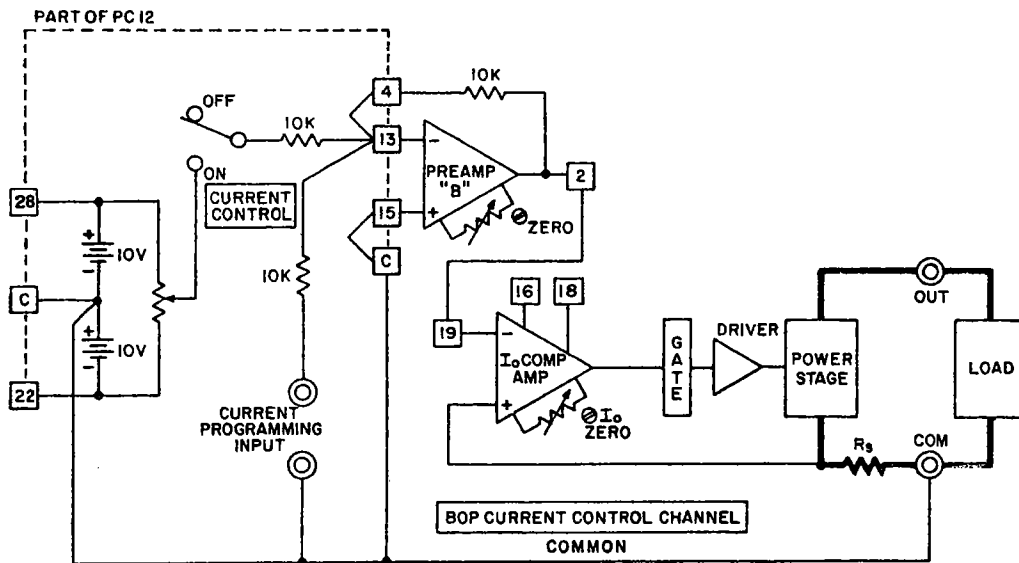 PART OF PC 12
OFF
10K
4
10K
13
ON
CURRENT
CONTROL
PREAMP
"B"
2
28
+
10V
-
15
C
ZERO
10K
C
+
10V
-
22
16
18
19
I₀ COMP
AMP
I₀
ZERO
GATE
DRIVER
POWER
STAGE
OUT
LOAD
CURRENT
PROGRAMMING
INPUT
Rs
COM
BOP CURRENT CONTROL CHANNEL
COMMON